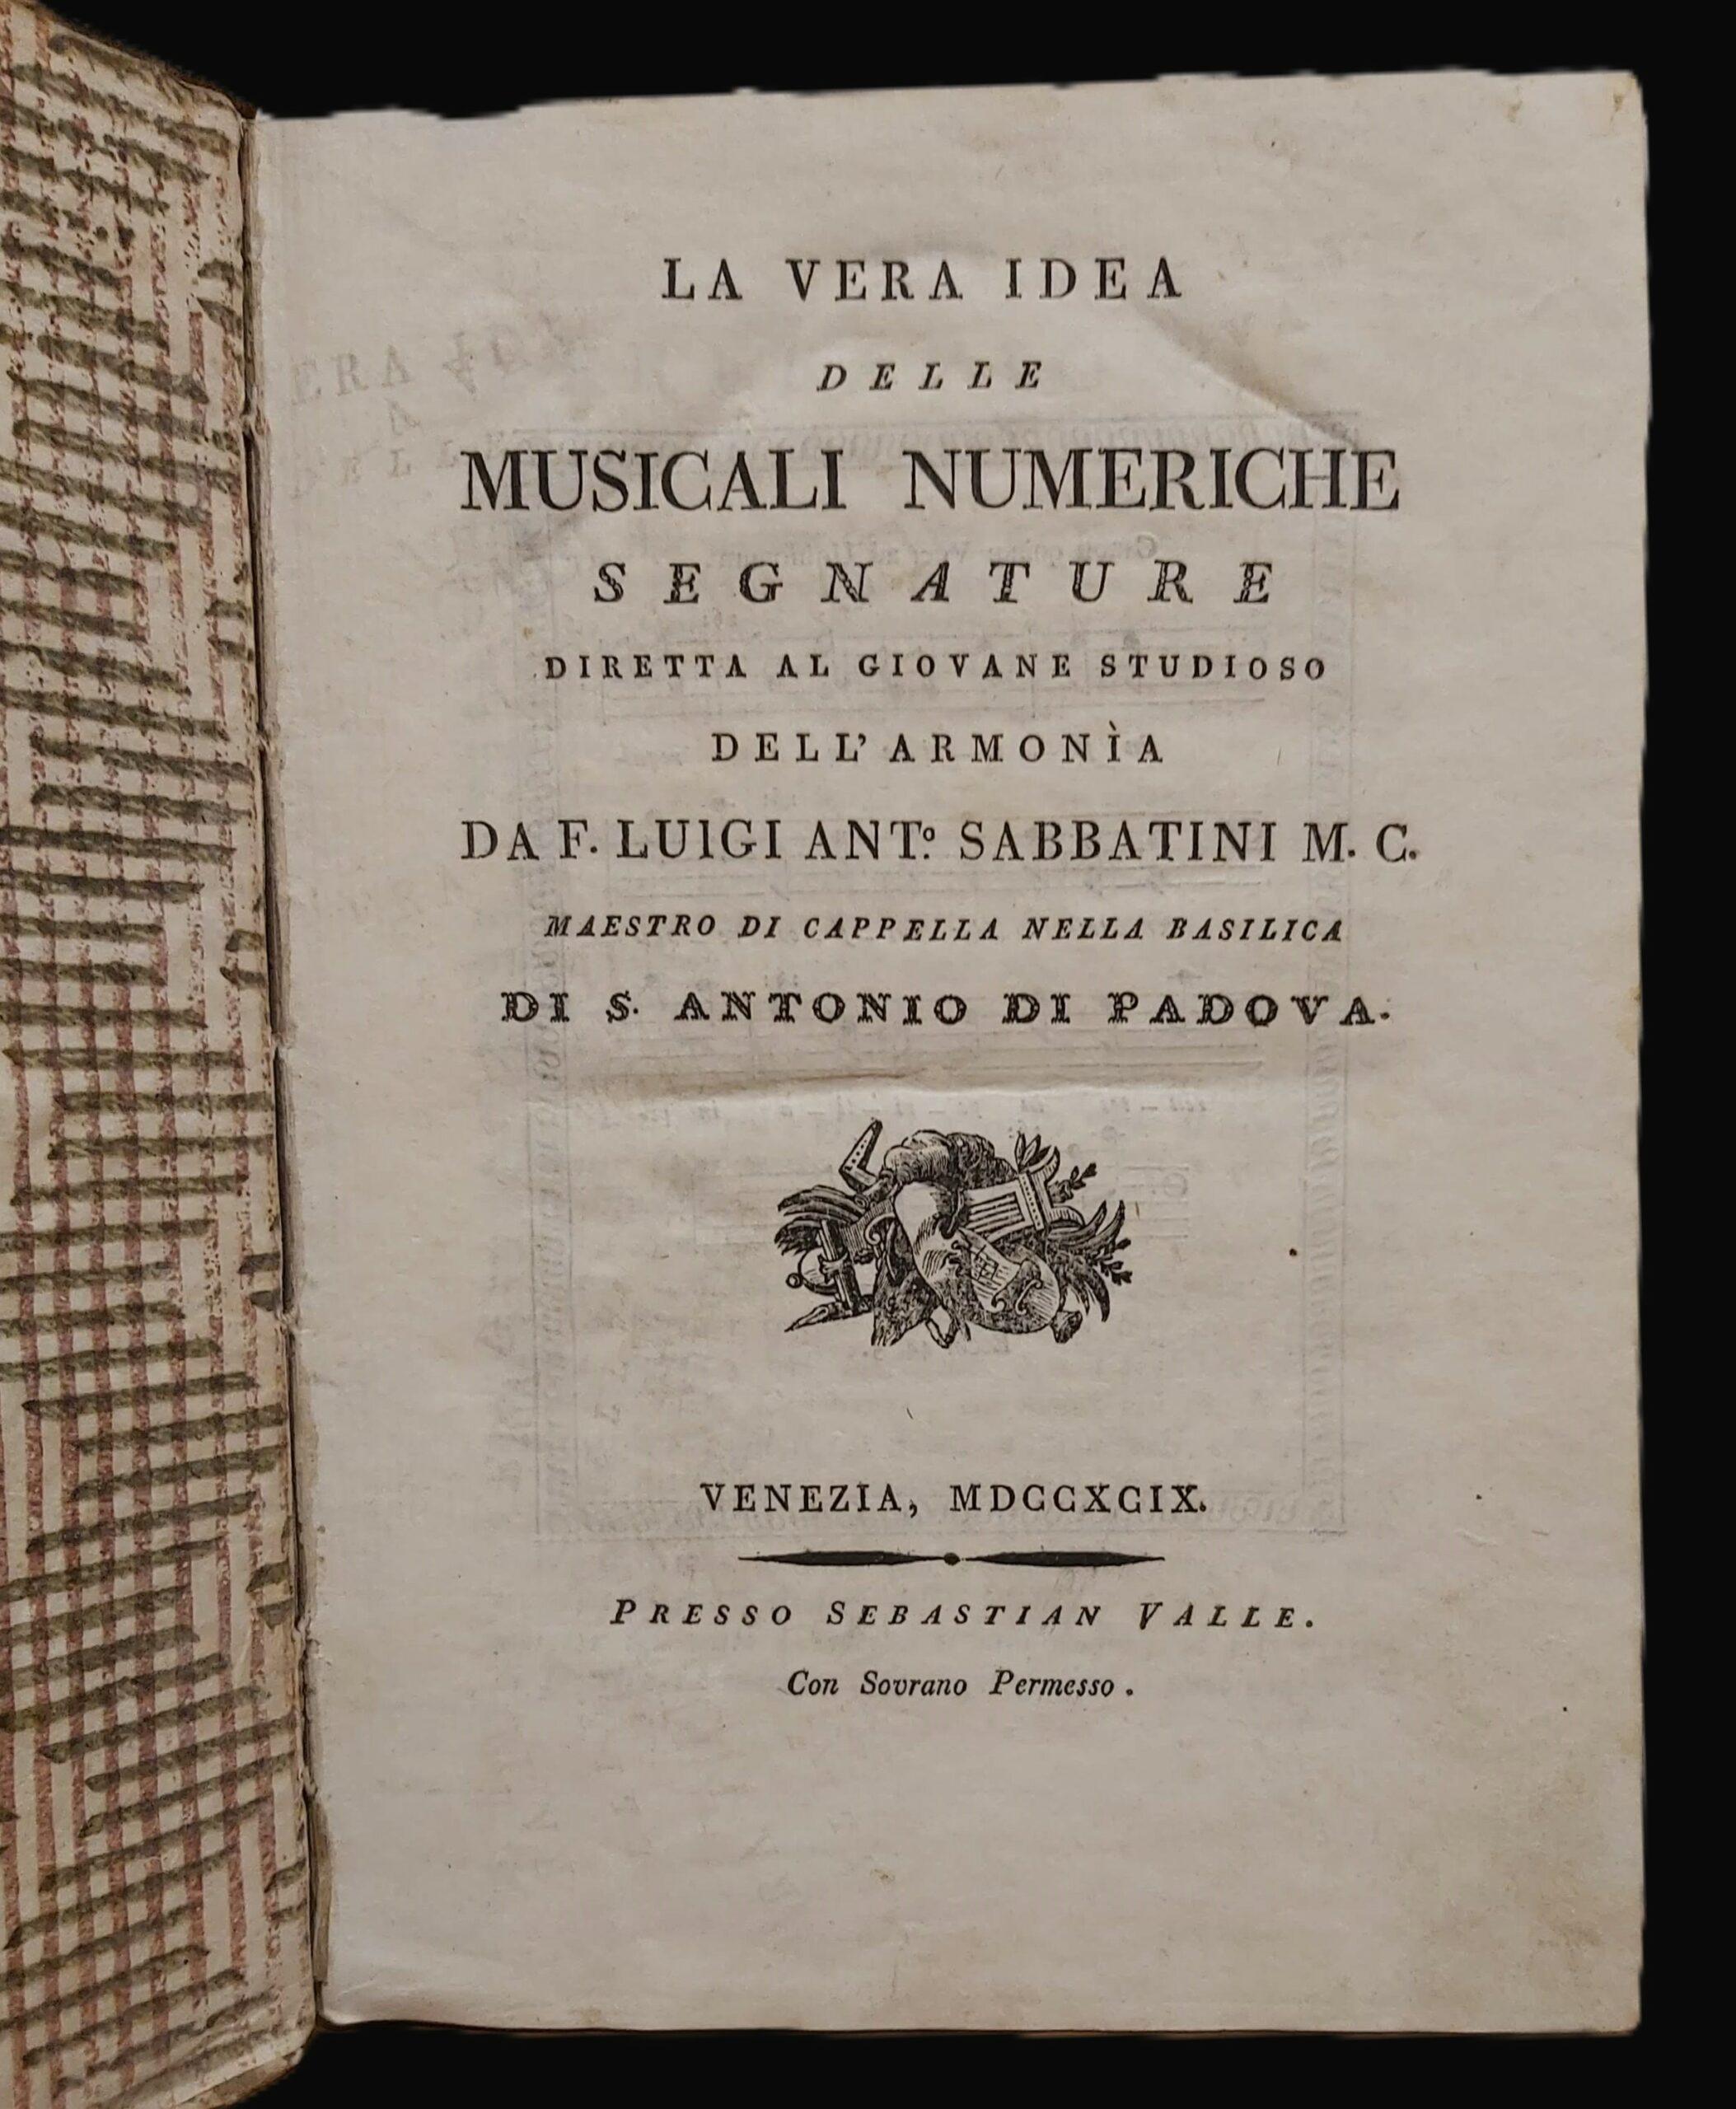 LA VERA IDEA
DELLE
MUSICALI NUMERICHE
SEGNATURE
DIRETTA AL GIOVANE STUDIOSO
DELL' ARMONÌA
DA F. LUIGI ANT.º SABBATINI M. C.
MAESTRO DI CAPPELLA NELLA BASILICA
DI S. ANTONIO DI PADOVA.
VENEZIA, MDCCXCIX.
PRESSO SEBASTIAN VALLE.
Con Sovrano Permesso.